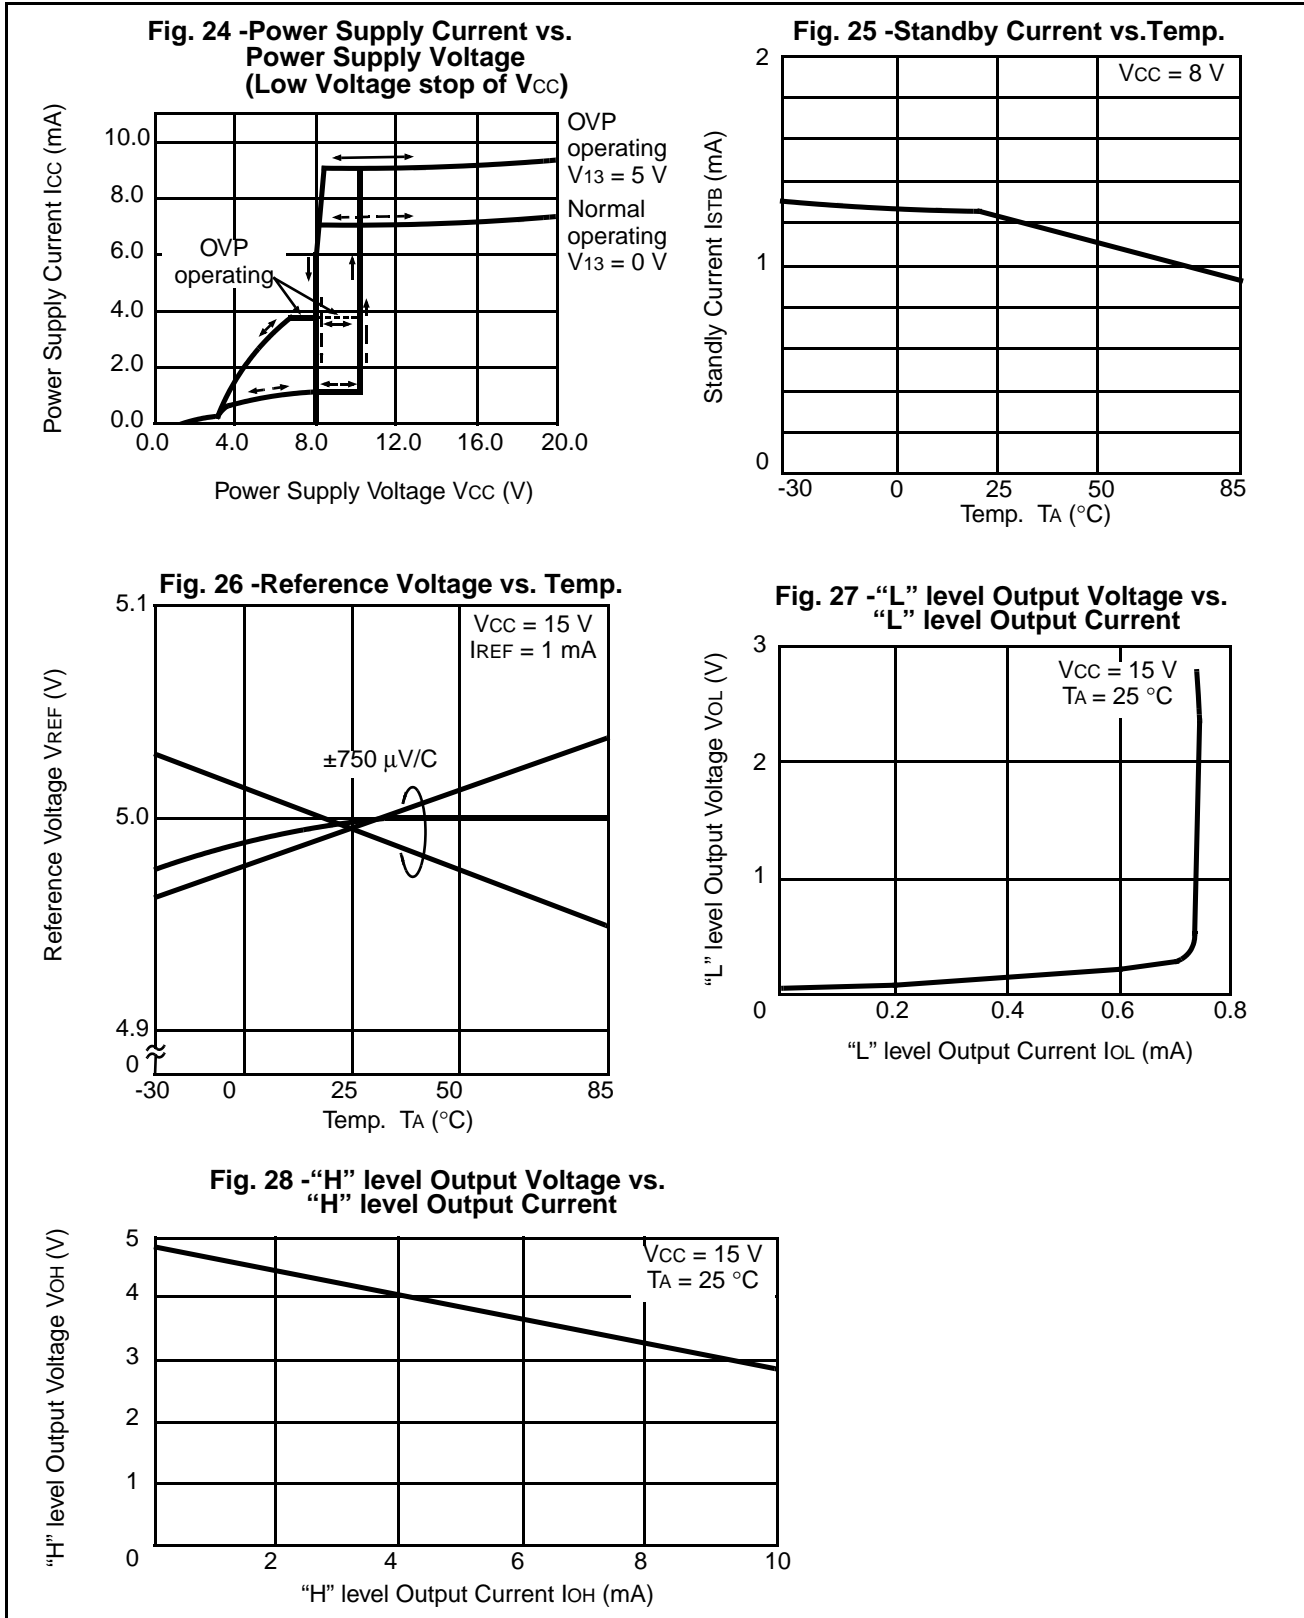 Fig. 24 -Power Supply Current vs.
Power Supply Voltage
(Low Voltage stop of VCC)
Power Supply Current ICC (mA)
10.0
8.0
6.0
4.0
2.0
0.0
0.0 4.0 8.0 12.0 16.0 20.0
Power Supply Voltage VCC (V)
OVP
operating
OVP
operating
V13 = 5 V
Normal
operating
V13 = 0 V
Fig. 25 -Standby Current vs.Temp.
Standly Current ISTB (mA)
VCC = 8 V
2
1
0
-30 0 25 50 85
Temp. TA (°C)
Fig. 26 -Reference Voltage vs. Temp.
Reference Voltage VREF (V)
VCC = 15 V
IREF = 1 mA
±750 μV/C
5.1
5.0
4.9
0
-30 0 25 50 85
Temp. TA (°C)
Fig. 27 -“L” level Output Voltage vs.
“L” level Output Current
“L” level Output Voltage VOL (V)
VCC = 15 V
TA = 25 °C
3
2
1
0 0.2 0.4 0.6 0.8
“L” level Output Current IOL (mA)
Fig. 28 -“H” level Output Voltage vs.
“H” level Output Current
“H” level Output Voltage VOH (V)
VCC = 15 V
TA = 25 °C
5
4
3
2
1
0 2 4 6 8 10
“H” level Output Current IOH (mA)